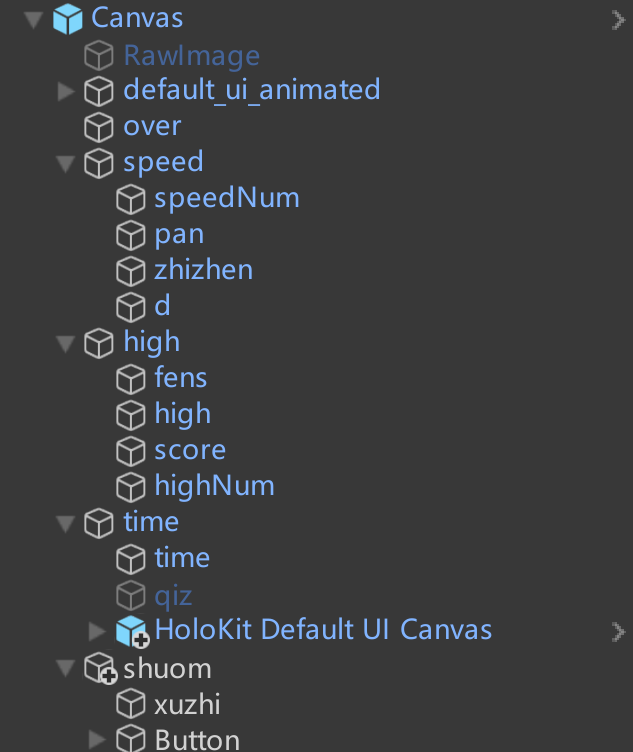 Canvas
RawImage
default_ui_animated
over
speed
speedNum
pan
zhizhen
d
high
fens
high
score
highNum
time
time
qiz
HoloKit Default UI Canvas
shuom
xuzhi
Button